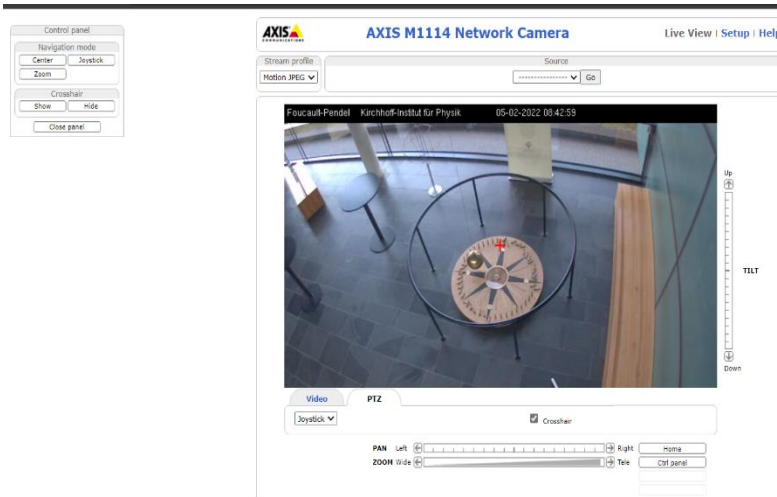 Control panel
Navigation mode
Center
Joystick
Zoom
Crosshair
Show
Hide
Close panel
AXIS
COMMUNICATIONS
AXIS M1114 Network Camera
Live View | Setup | Help
Stream profile
Motion JPEG
Source
---------------- Go
Foucault-Pendel Kirchhoff-Institut für Physik 05-02-2022 08:42:59
Up
TILT
Down
Video
PTZ
Joystick
Crosshair
PAN Left
Right
Home
ZOOM Wide
Tele
Ctrl panel